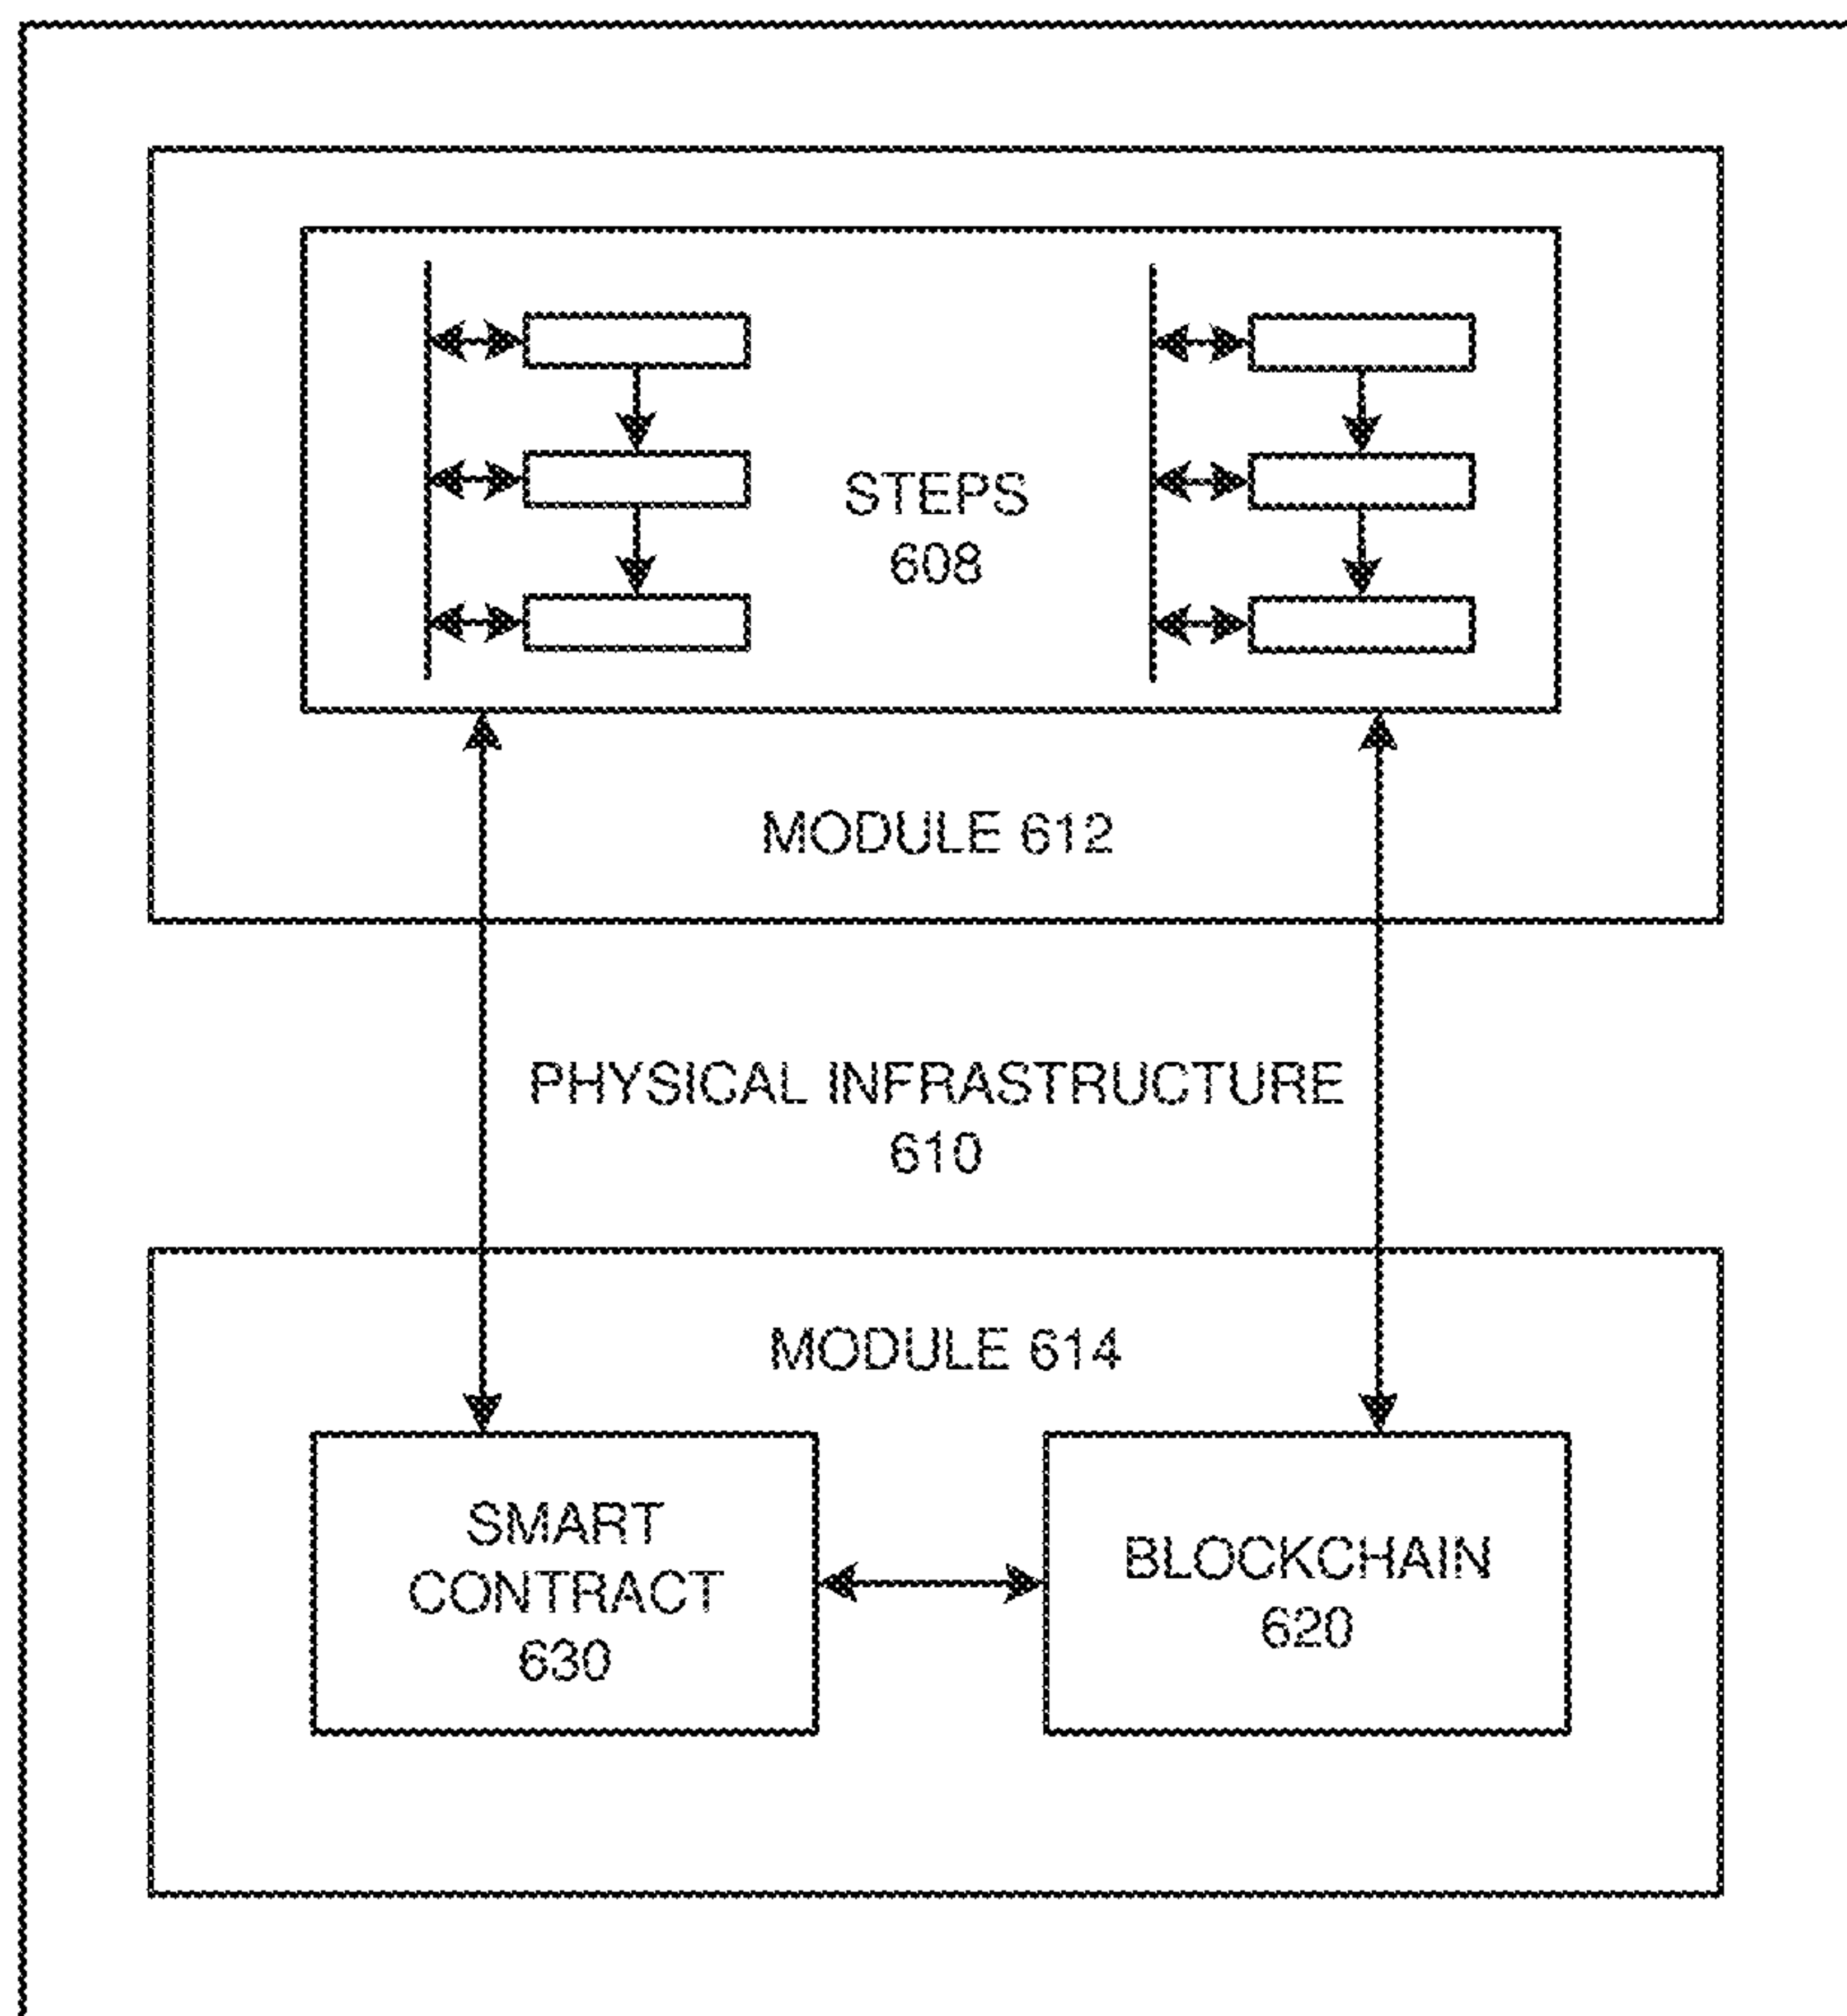 STEPS
608
MODULE 612
PHYSICAL INFRASTRUCTURE
610
MODULE 614
SMART
CONTRACT
630
BLOCKCHAIN
620